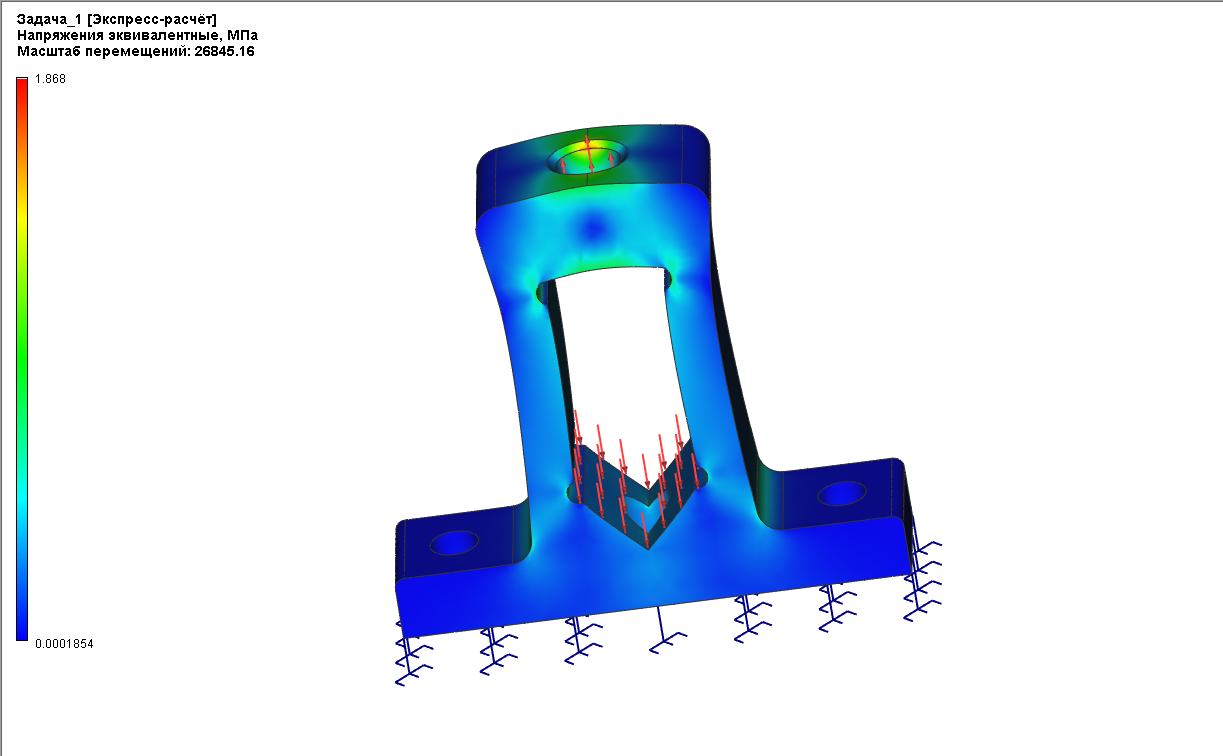 Задача_1 [Экспресс-расчёт]
Напряжения эквивалентные, МПа
Масштаб перемещений: 26845.16
1.868
0.0001854